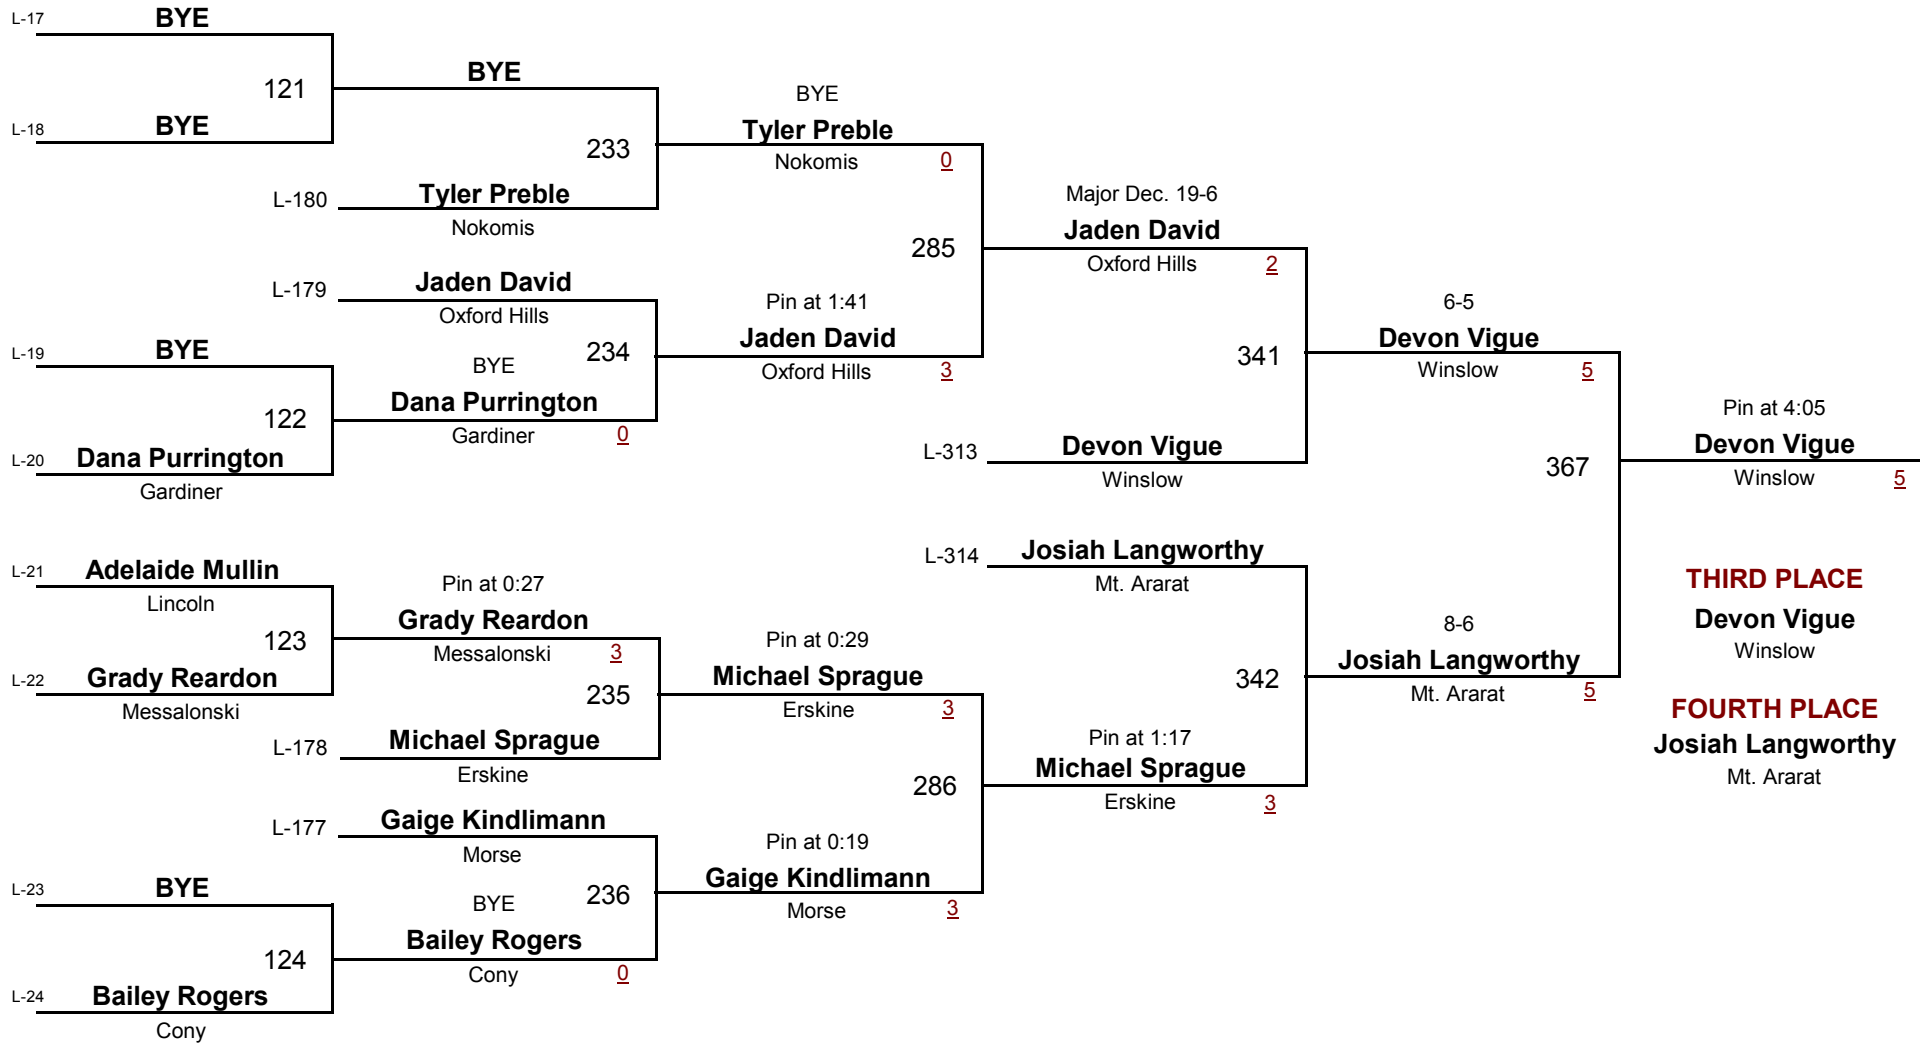 L-17 BYE
121
L-18 BYE
BYE
233
L-180 Tyler Preble
Nokomis
L-179 Jaden David
Oxford Hills
L-19 BYE
122
L-20 Dana Purrington
Gardiner
BYE
Dana Purrington
Gardiner 0
234
L-21 Adelaide Mullin
Lincoln
123
L-22 Grady Reardon
Messalonski
Pin at 0:27
Grady Reardon
Messalonski 3
235
L-178 Michael Sprague
Erskine
L-177 Gaige Kindlimann
Morse
L-23 BYE
124
L-24 Bailey Rogers
Cony
BYE
Bailey Rogers
Cony 0
236
BYE
Tyler Preble
Nokomis 0
285
Pin at 1:41
Jaden David
Oxford Hills 3
Pin at 0:29
Michael Sprague
Erskine 3
286
Pin at 0:19
Gaige Kindlimann
Morse 3
Major Dec. 19-6
Jaden David
Oxford Hills 2
341
L-313 Devon Vigue
Winslow
L-314 Josiah Langworthy
Mt. Ararat
342
Pin at 1:17
Michael Sprague
Erskine 3
6-5
Devon Vigue
Winslow 5
367
8-6
Josiah Langworthy
Mt. Ararat 5
Pin at 4:05
Devon Vigue
Winslow 5
THIRD PLACE
Devon Vigue
Winslow
FOURTH PLACE
Josiah Langworthy
Mt. Ararat